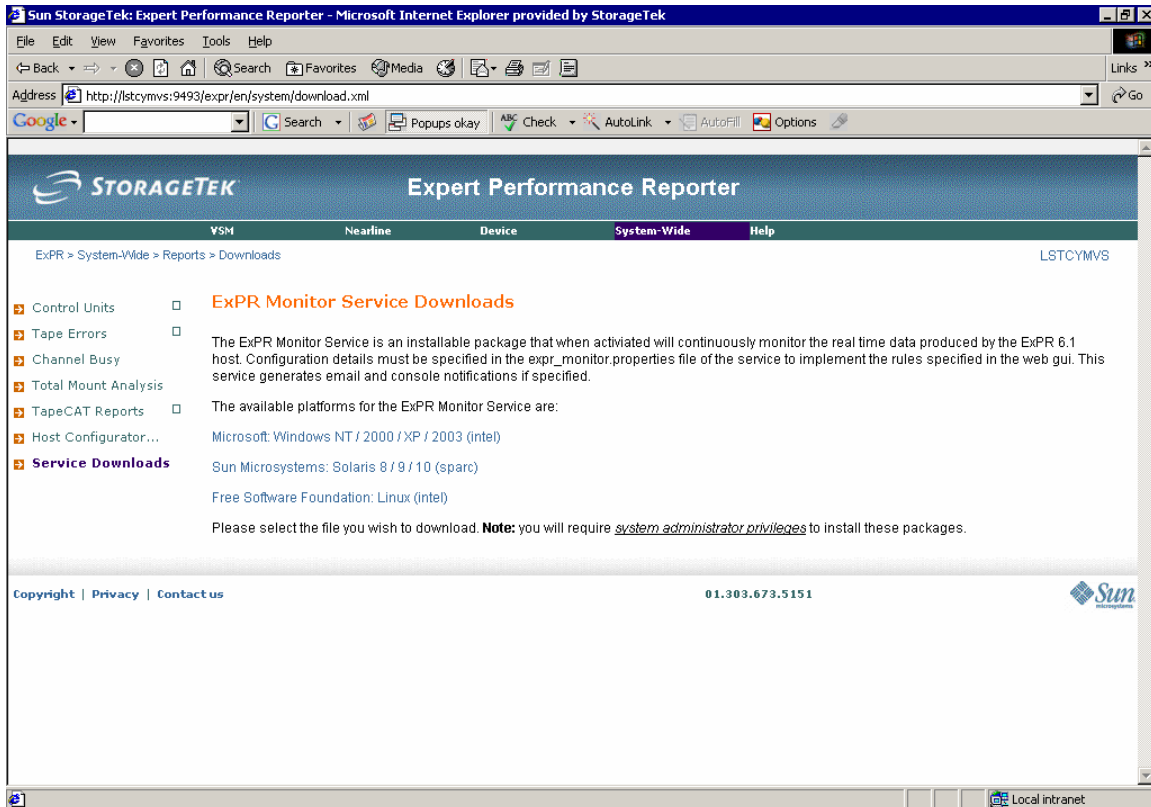 Sun StorageTek: Expert Performance Reporter - Microsoft Internet Explorer provided by StorageTek
File Edit View Favorites Tools Help
Back Search Favorites Media Links »
Address http://lstcymvs:9493/expr/en/system/download.xml Go
Google - G Search Popups okay ABC Check AutoLink AutoFill Options
STORAGETEK Expert Performance Reporter
VSM Nearline Device System-Wide Help
ExPR > System-Wide > Reports > Downloads LSTCYMVS
Control Units
Tape Errors
Channel Busy
Total Mount Analysis
TapeCAT Reports
Host Configurator...
Service Downloads
ExPR Monitor Service Downloads
The ExPR Monitor Service is an installable package that when activiated will continuously monitor the real time data produced by the ExPR 6.1
host. Configuration details must be specified in the expr_monitor.properties file of the service to implement the rules specified in the web gui. This
service generates email and console notifications if specified.
The available platforms for the ExPR Monitor Service are:
Microsoft: Windows NT / 2000 / XP / 2003 (intel)
Sun Microsystems: Solaris 8 / 9 / 10 (sparc)
Free Software Foundation: Linux (intel)
Please select the file you wish to download. Note: you will require system administrator privileges to install these packages.
Copyright | Privacy | Contact us 01.303.673.5151 Sun
microsystems
Local intranet